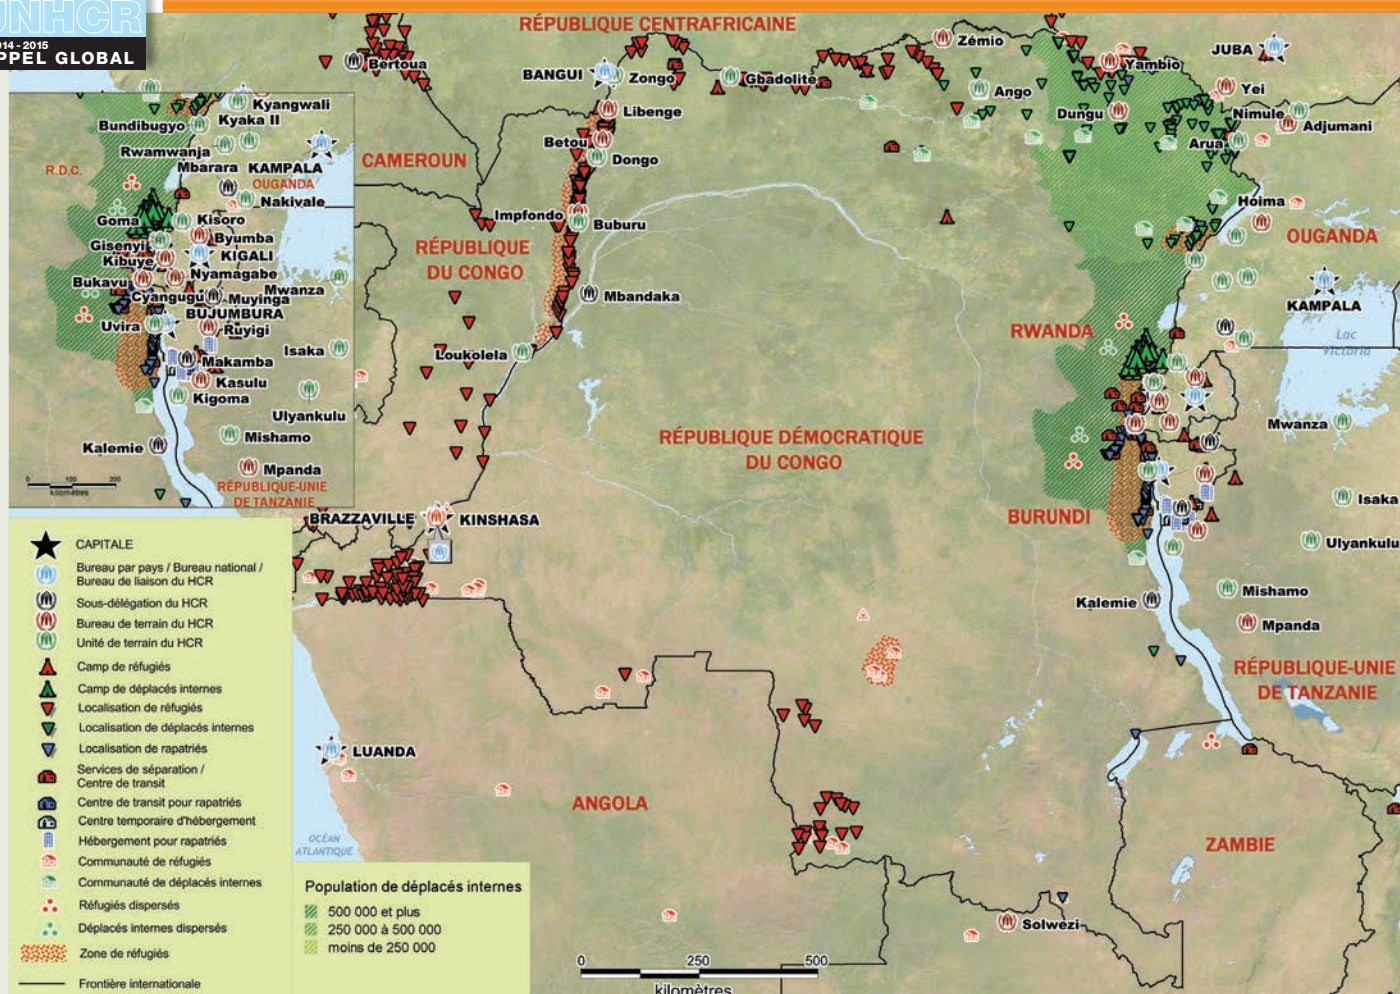 UNHCR
2014 - 2015
APPEL GLOBAL
RÉPUBLIQUE CENTRAFRICAINE
Bertoua
BANGUI
Zongo
Gbadolite
Zémio
Yambio
JUBA
Ango
Dungu
Yei
Nimule
Adjumani
Arua
Libenge
Betou
Dongo
CAMEROUN
Impfondo
Buburu
Hoima
OUGANDA
RÉPUBLIQUE
DU CONGO
Mbandaka
KAMPALA
RWANDA
Lac
Victoria
Loukolela
Mwanza
RÉPUBLIQUE DÉMOCRATIQUE
DU CONGO
BRAZZAVILLE
KINSHASA
BURUNDI
Isaka
Ulyankulu
Kalemie
Mishamo
Mpanda
RÉPUBLIQUE-UNIE
DE TANZANIE
LUANDA
ANGOLA
OCÉAN
ATLANTIQUE
ZAMBIE
Solwezi
0 250 500
kilomètres
Kyangwali
Bundibugyo
Kyaka II
Rwamwanja
Mbarara
KAMPALA
R.D.C.
OUGANDA
Nakivale
Goma
Kisoro
Gisenyi
Byumba
Kibuye
KIGALI
Bukavu
Nyamagabe
Mwanza
Cyangugu
Muyinga
BUJUMBURA
Uvira
Ruyigi
Isaka
Makamba
Kasulu
Kigoma
Ulyankulu
Mishamo
Kalemie
Mpanda
RÉPUBLIQUE-UNIE
DE TANZANIE
0 100 200
kilomètres
CAPITALE
Bureau par pays / Bureau national /
Bureau de liaison du HCR
Sous-délégation du HCR
Bureau de terrain du HCR
Unité de terrain du HCR
Camp de réfugiés
Camp de déplacés internes
Localisation de réfugiés
Localisation de déplacés internes
Localisation de rapatriés
Services de séparation /
Centre de transit
Centre de transit pour rapatriés
Centre temporaire d'hébergement
Hébergement pour rapatriés
Communauté de réfugiés
Communauté de déplacés internes
Réfugiés dispersés
Déplacés internes dispersés
Zone de réfugiés
Frontière internationale
Population de déplacés internes
500 000 et plus
250 000 à 500 000
moins de 250 000